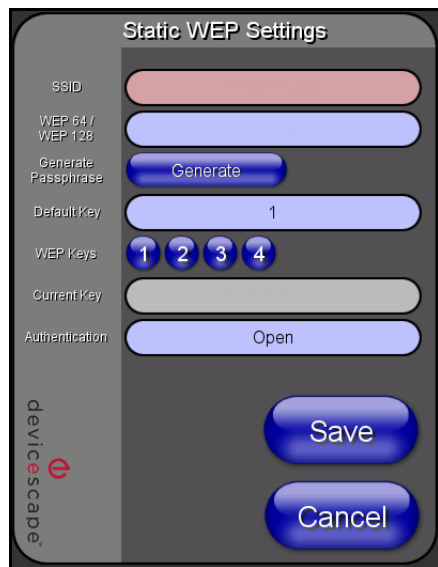 Static WEP Settings
SSID
WEP 64 /
WEP 128
Generate
Passphrase
Generate
Default Key
1
WEP Keys
1 2 3 4
Current Key
Authentication
Open
Save
Cancel
devicescape